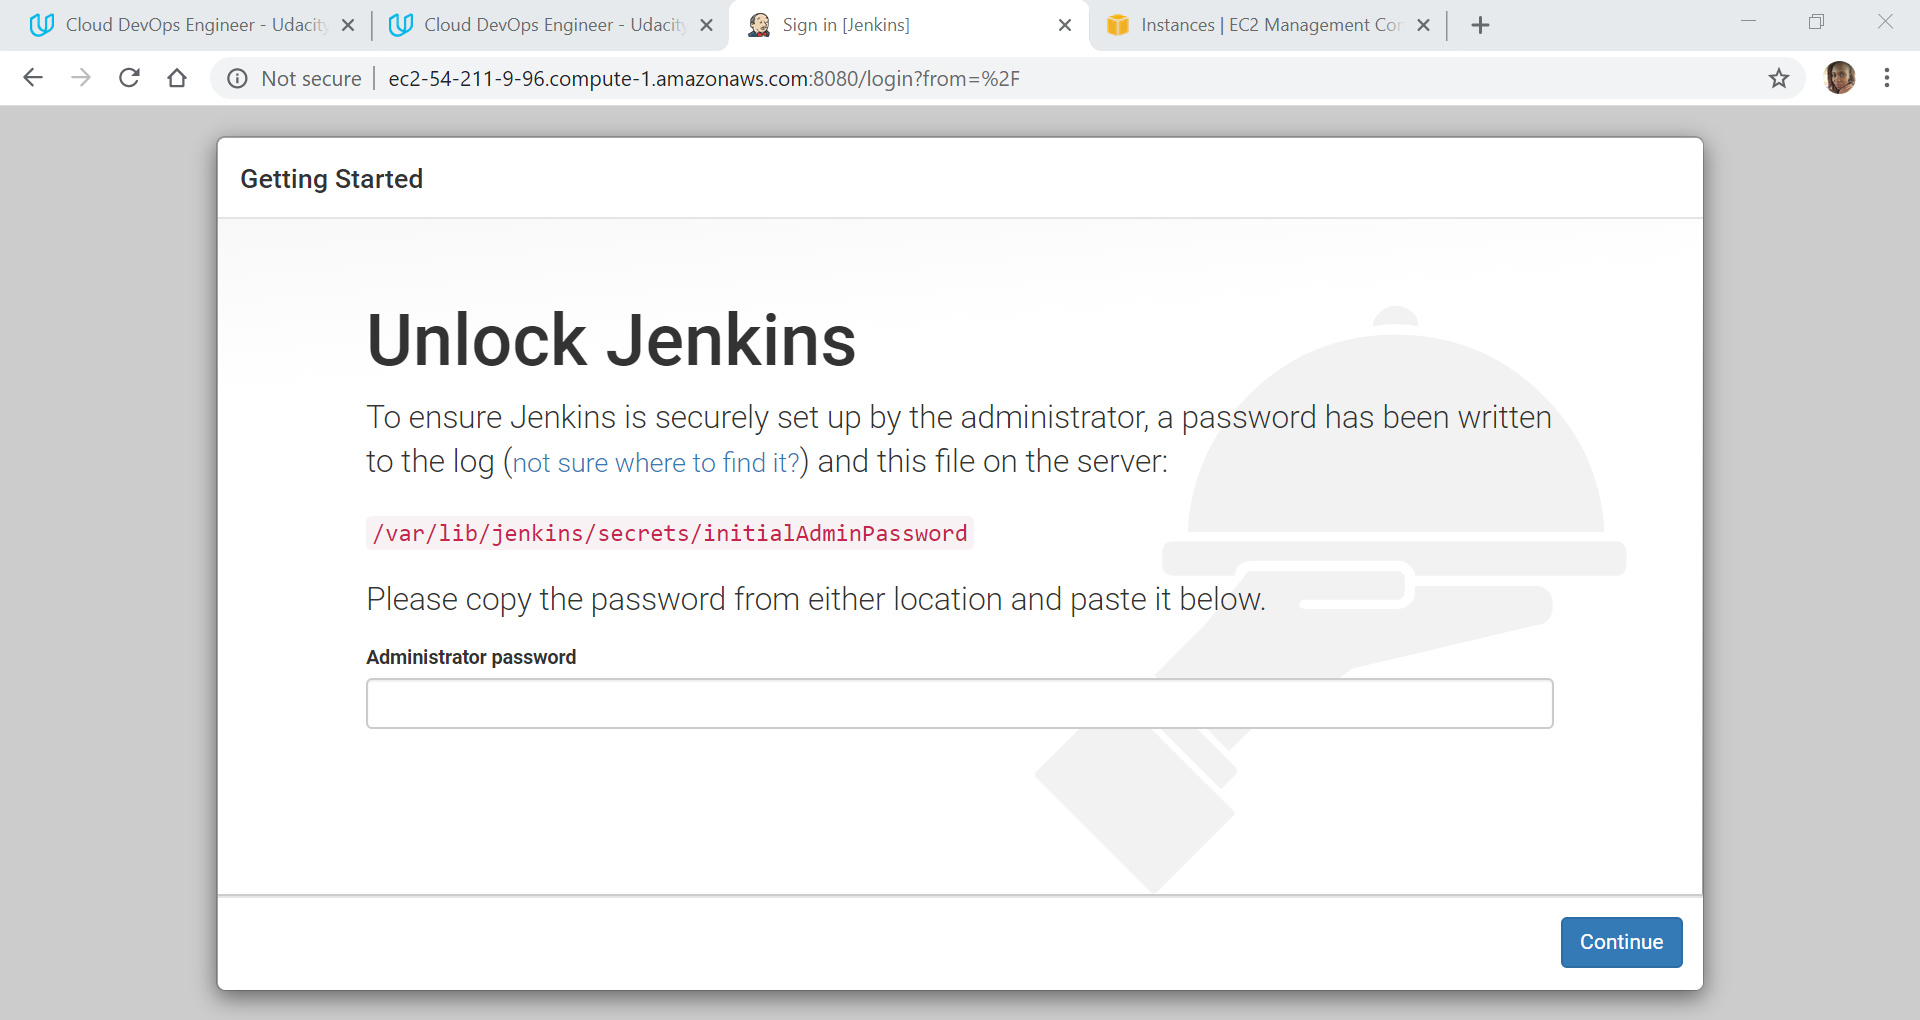 Cloud DevOps Engineer - Udacity
Cloud DevOps Engineer - Udacity
Sign in [Jenkins]
Instances | EC2 Management Con
Not secure
ec2-54-211-9-96.compute-1.amazonaws.com:8080/login?from=%2F
Getting Started
Unlock Jenkins
To ensure Jenkins is securely set up by the administrator, a password has been written
to the log (not sure where to find it?) and this file on the server:
/var/lib/jenkins/secrets/initialAdminPassword
Please copy the password from either location and paste it below.
Administrator password
Continue